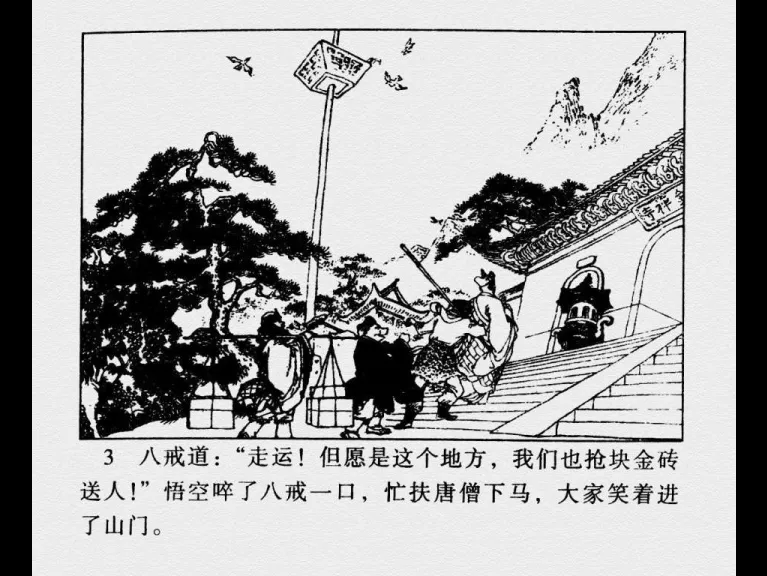 祥寺
3 八戒道：“走运！但愿是这个地方，我们也抢块金砖
送人！”悟空啐了八戒一口，忙扶唐僧下马，大家笑着进
了山门。